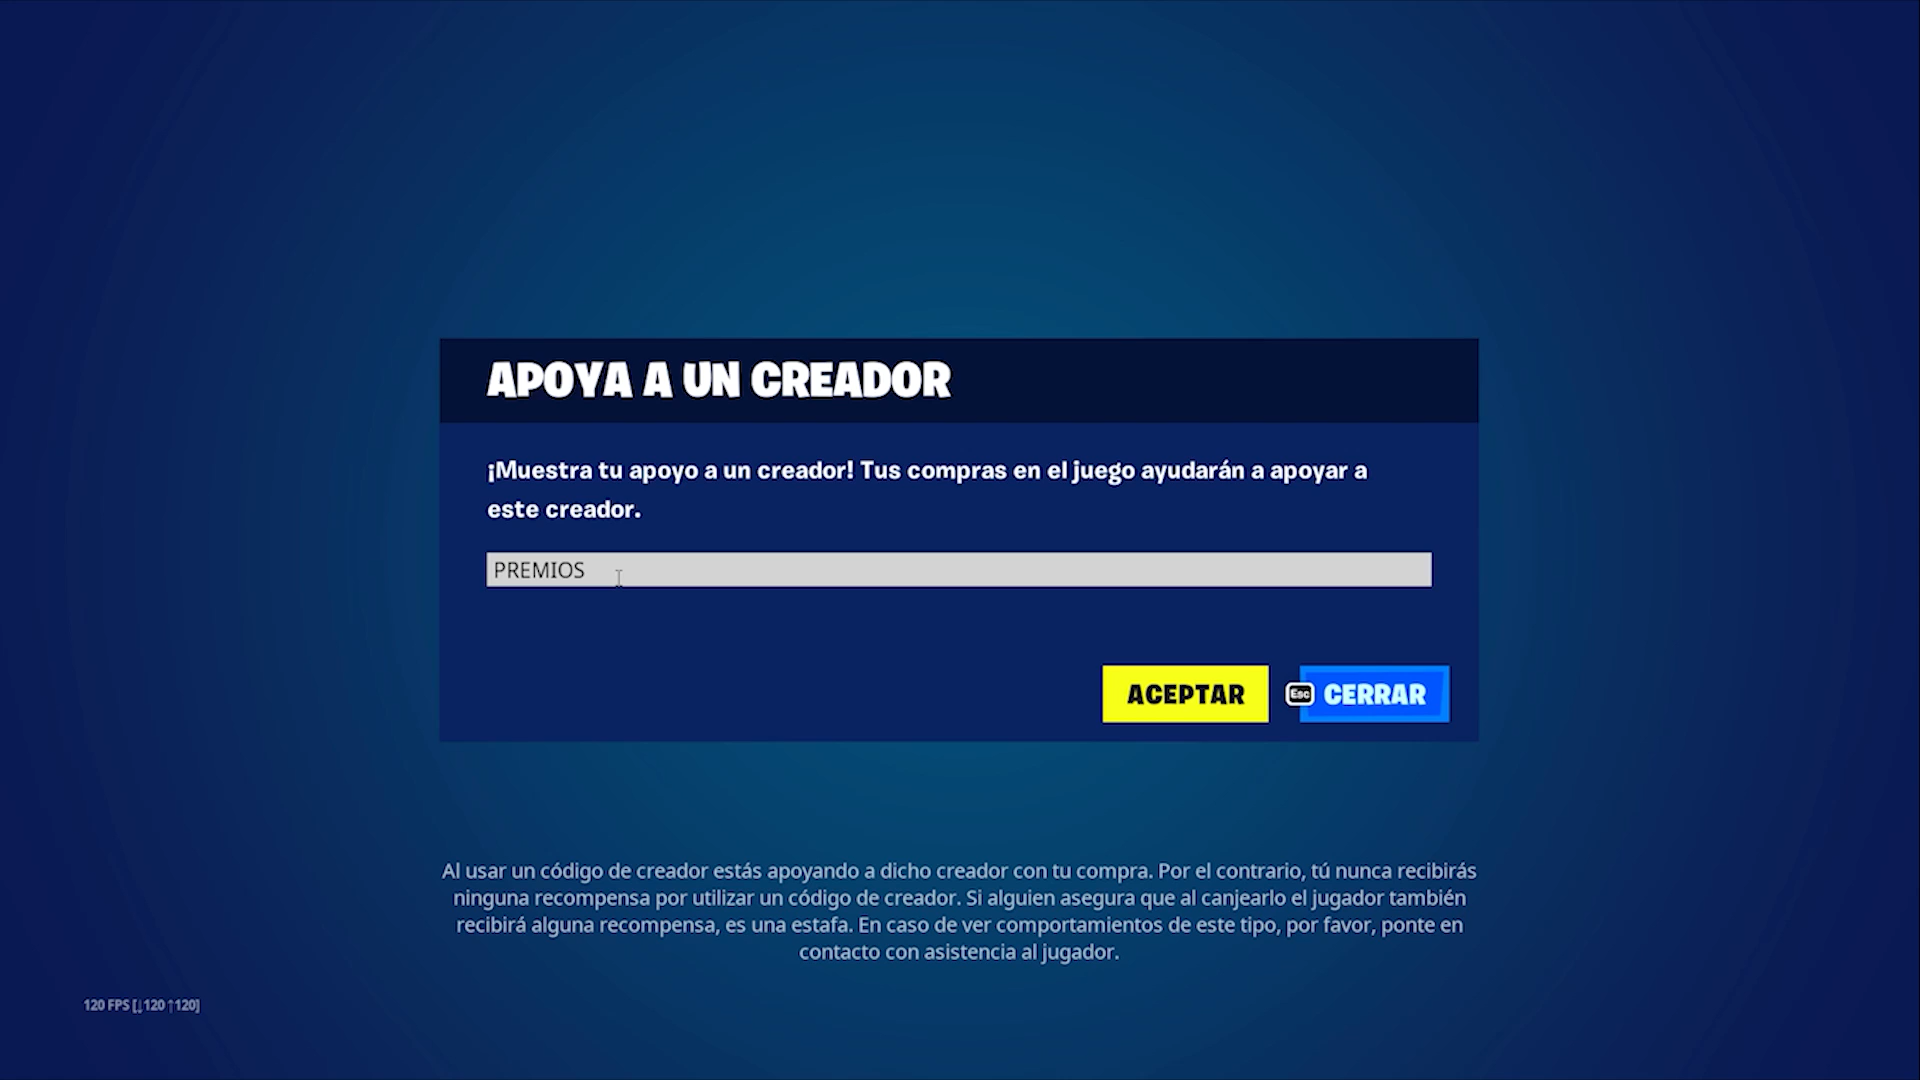 APOYA A UN CREADOR
¡Muestra tu apoyo a un creador! Tus compras en el juego ayudarán a apoyar a
este creador.
PREMIOS
ACEPTAR
Esc CERRAR
Al usar un código de creador estás apoyando a dicho creador con tu compra. Por el contrario, tú nunca recibirás
ninguna recompensa por utilizar un código de creador. Si alguien asegura que al canjearlo el jugador también
recibirá alguna recompensa, es una estafa. En caso de ver comportamientos de este tipo, por favor, ponte en
contacto con asistencia al jugador.
120 FPS [↓120 ↑120]